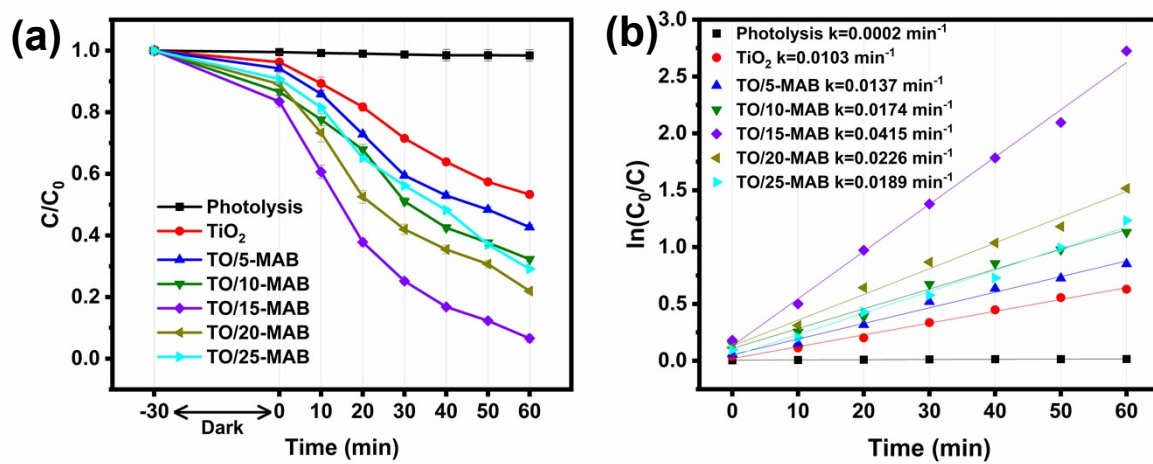 (a)
C/C₀
1.0
0.8
0.6
0.4
0.2
0.0
Photolysis
TiO₂
TO/5-MAB
TO/10-MAB
TO/15-MAB
TO/20-MAB
TO/25-MAB
-30
0
10
20
30
40
50
60
Dark
Time (min)
(b)
ln(C₀/C)
3.0
2.5
2.0
1.5
1.0
0.5
0.0
Photolysis k=0.0002 min⁻¹
TiO₂ k=0.0103 min⁻¹
TO/5-MAB k=0.0137 min⁻¹
TO/10-MAB k=0.0174 min⁻¹
TO/15-MAB k=0.0415 min⁻¹
TO/20-MAB k=0.0226 min⁻¹
TO/25-MAB k=0.0189 min⁻¹
0
10
20
30
40
50
60
Time (min)